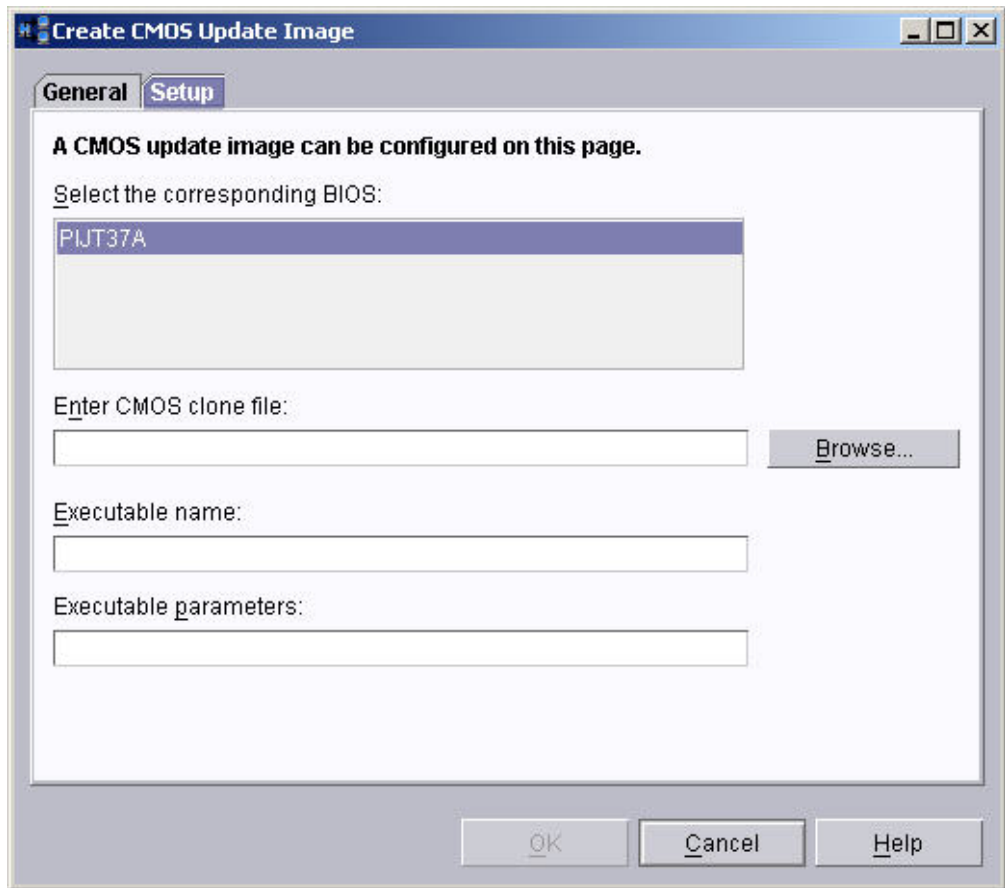 Create CMOS Update Image
General Setup
A CMOS update image can be configured on this page.
Select the corresponding BIOS:
PIJT37A
Enter CMOS clone file:
Browse...
Executable name:
Executable parameters:
OK Cancel Help